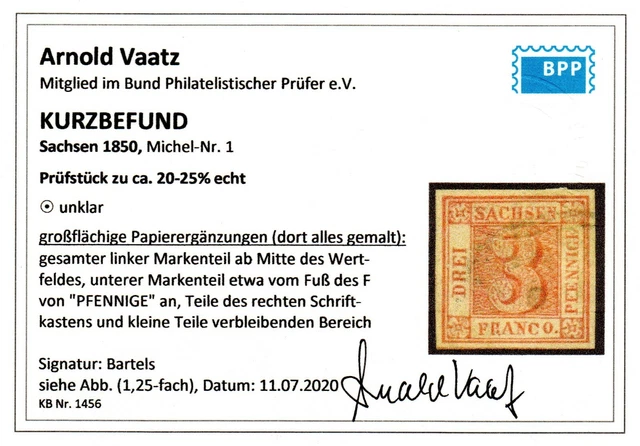 Arnold Vaatz
Mitglied im Bund Philatelistischer Prüfer e.V.
BPP
KURZBEFUND
Sachsen 1850, Michel-Nr. 1
Prüfstück zu ca. 20-25% echt
unklar
großflächige Papierergänzungen (dort alles gemalt):
gesamter linker Markenteil ab Mitte des Wert-
feldes, unterer Markenteil etwa vom Fuß des F
von "PFENNIGE" an, Teile des rechten Schrift-
kastens und kleine Teile verbleibenden Bereich
SACHSEN
DREI
3
PFENNIGE
FRANCO.
Signatur: Bartels
siehe Abb. (1,25-fach), Datum: 11.07.2020
KB Nr. 1456
Arnold Vaatz